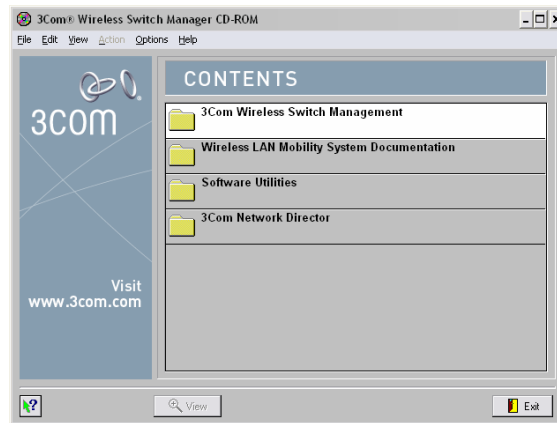 3Com® Wireless Switch Manager CD-ROM
File Edit View Action Options Help
3COM
CONTENTS
3Com Wireless Switch Management
Wireless LAN Mobility System Documentation
Software Utilities
3Com Network Director
Visit
www.3com.com
?
View
Exit